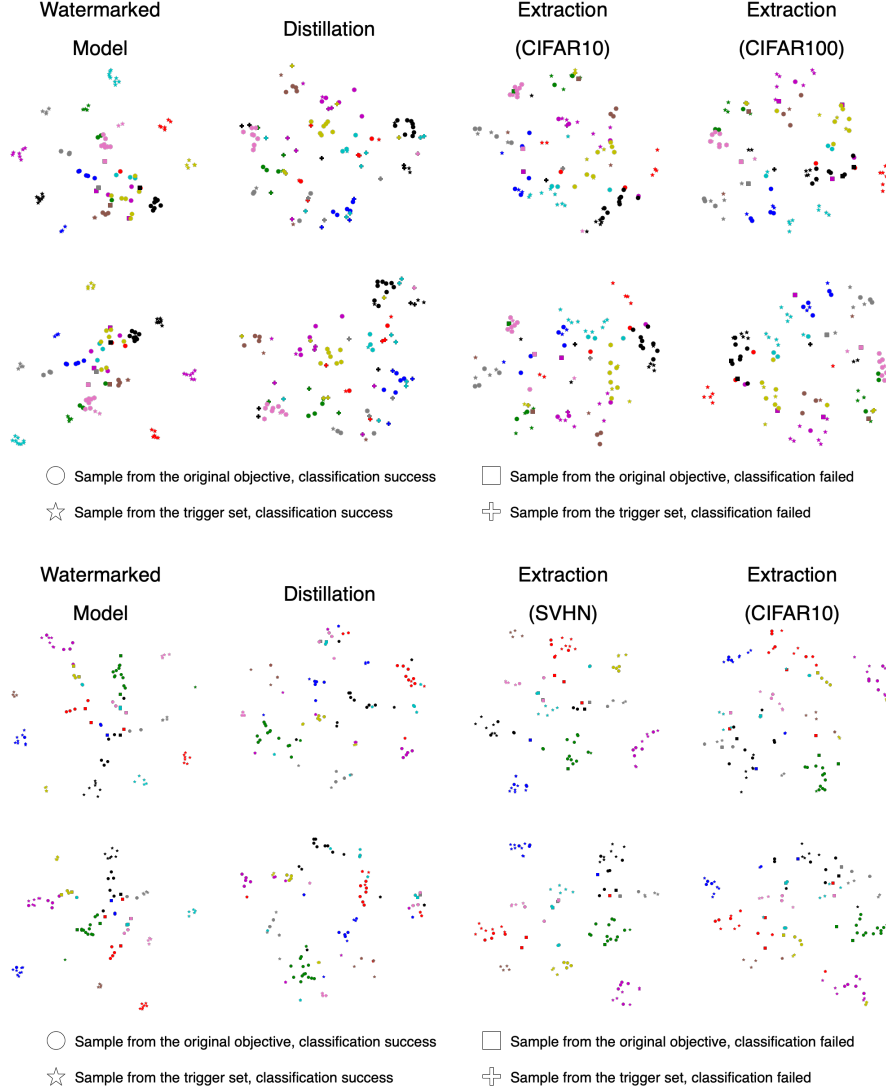 Watermarked
Model
Distillation
Extraction
(CIFAR10)
Extraction
(CIFAR100)
Sample from the original objective, classification success
Sample from the original objective, classification failed
Sample from the trigger set, classification success
Sample from the trigger set, classification failed
Watermarked
Model
Distillation
Extraction
(SVHN)
Extraction
(CIFAR10)
Sample from the original objective, classification success
Sample from the original objective, classification failed
Sample from the trigger set, classification success
Sample from the trigger set, classification failed